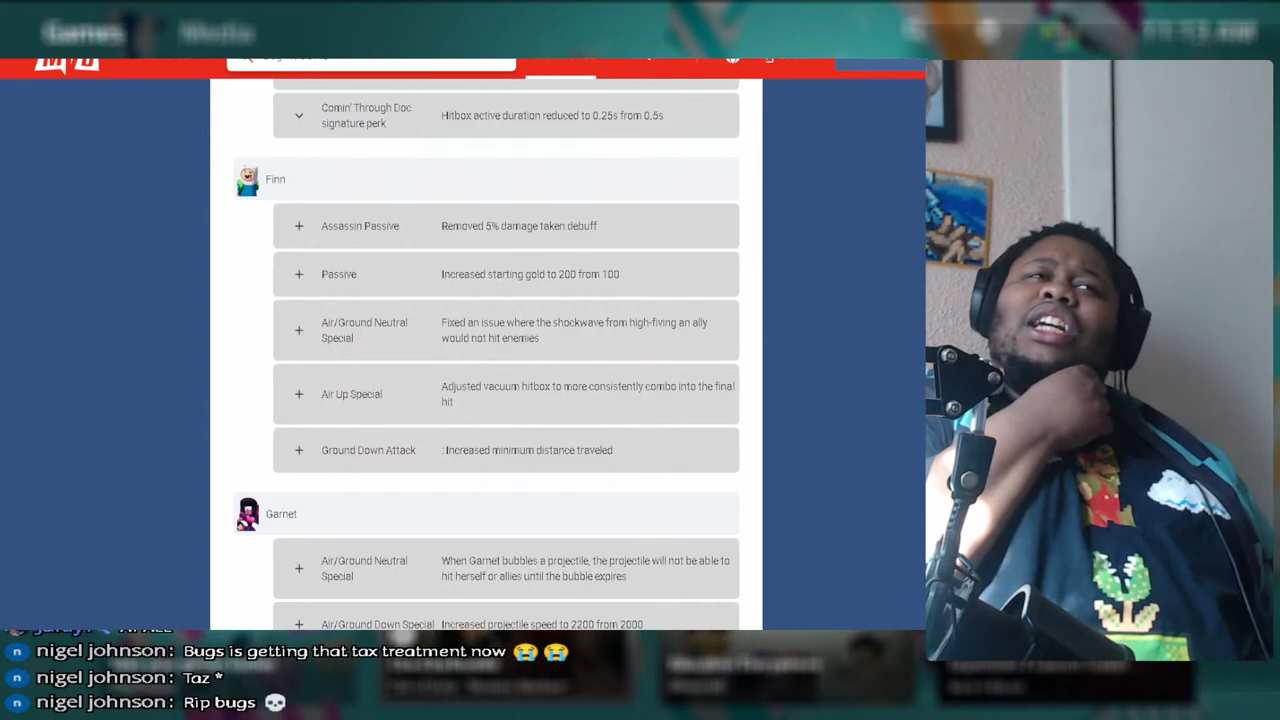 Games Media 11:12 AM
Comin' Through Doc
signature perk
Hitbox active duration reduced to 0.25s from 0.5s
Finn
+ Assassin Passive Removed 5% damage taken debuff
+ Passive Increased starting gold to 200 from 100
+ Air/Ground Neutral
Special
Fixed an issue where the shockwave from high-fiving an ally
would not hit enemies
+ Air Up Special
Adjusted vacuum hitbox to more consistently combo into the final
hit
+ Ground Down Attack : Increased minimum distance traveled
Garnet
+ Air/Ground Neutral
Special
When Garnet bubbles a projectile, the projectile will not be able to
hit herself or allies until the bubble expires
+ Air/Ground Down Special Increased projectile speed to 2200 from 2000
n nigel johnson: Bugs is getting that tax treatment now 😭😭
n nigel johnson: Taz *
n nigel johnson: Rip bugs 💀